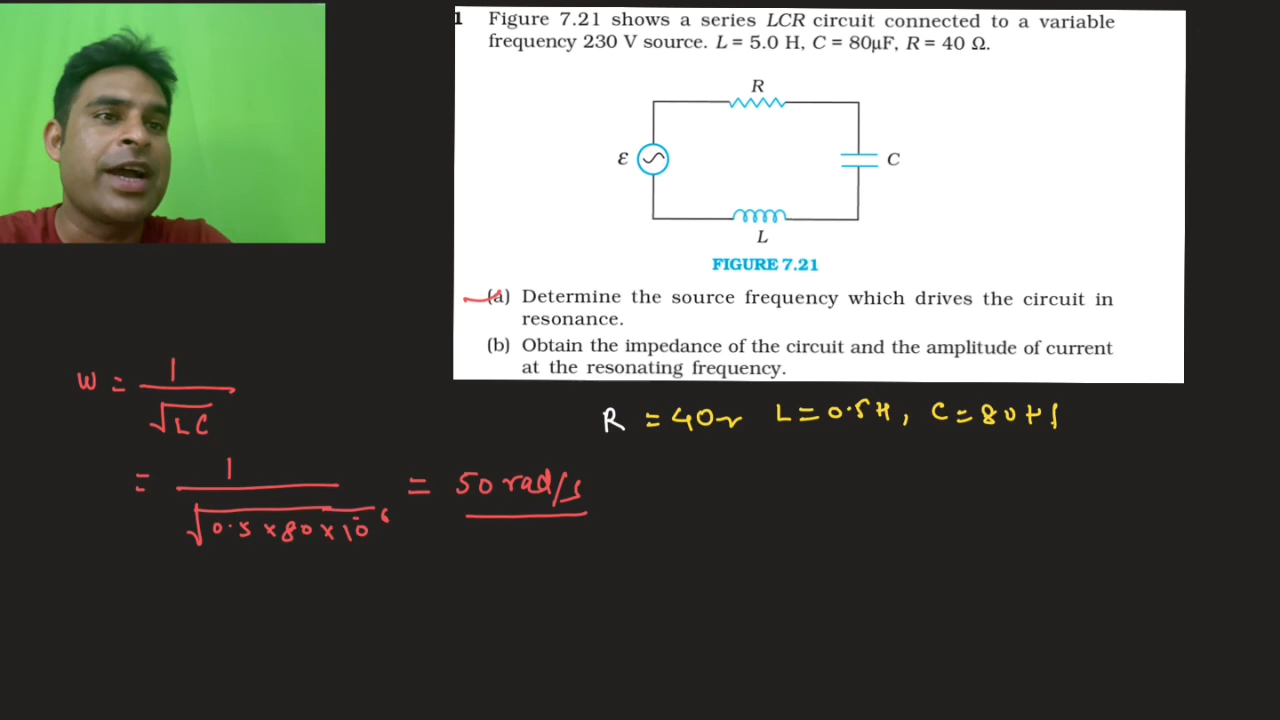 1 Figure 7.21 shows a series LCR circuit connected to a variable
frequency 230 V source. L = 5.0 H, C = 80μF, R = 40 Ω.
R
ε
C
L
FIGURE 7.21
(a) Determine the source frequency which drives the circuit in
resonance.
(b) Obtain the impedance of the circuit and the amplitude of current
at the resonating frequency.
R = 40Ω L = 0.5H, C = 80μf
W = 1/√LC
= 1/√0.5×80×10⁻⁶ = 50 rad/s